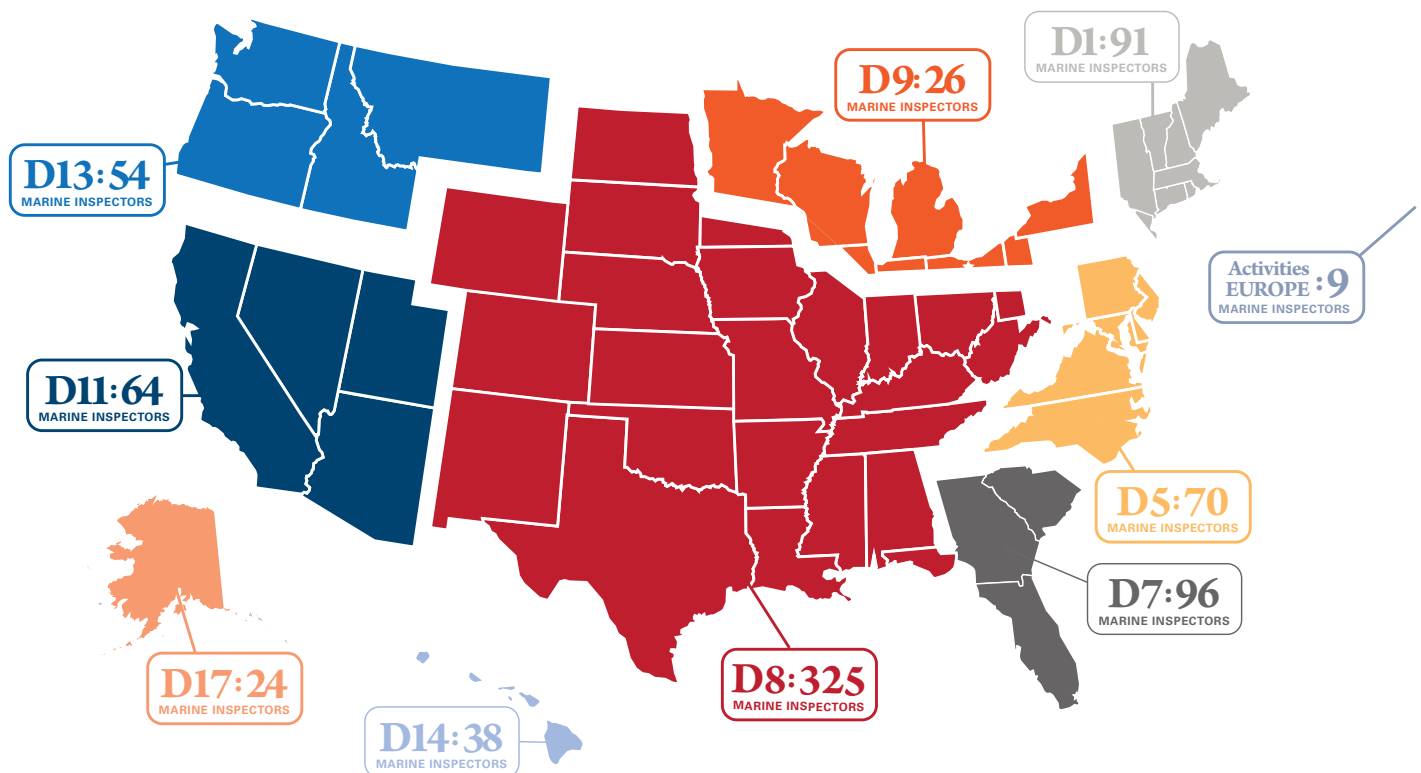 D1:91
MARINE INSPECTORS
D9:26
MARINE INSPECTORS
D13:54
MARINE INSPECTORS
Activities
EUROPE :9
MARINE INSPECTORS
D11:64
MARINE INSPECTORS
D5:70
MARINE INSPECTORS
D7:96
MARINE INSPECTORS
D17:24
MARINE INSPECTORS
D8:325
MARINE INSPECTORS
D14:38
MARINE INSPECTORS